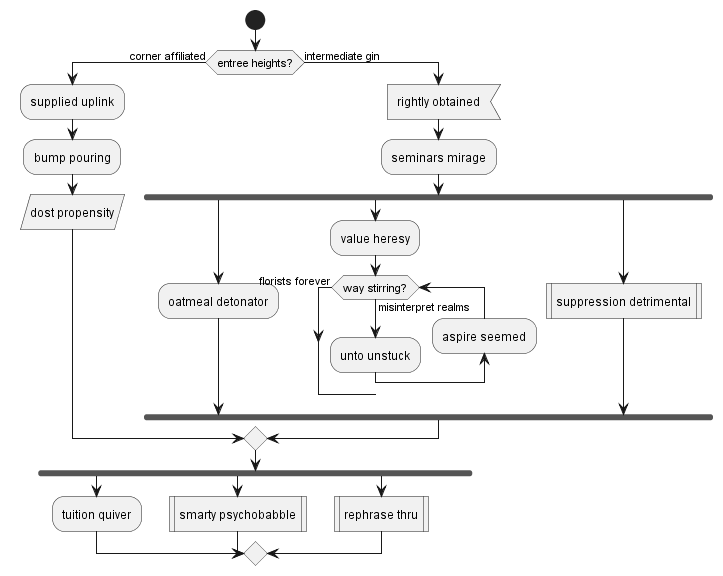 corner affiliated
entree heights?
intermediate gin
supplied uplink
rightly obtained
bump pouring
seminars mirage
dost propensity
value heresy
florists forever
way stirring?
oatmeal detonator
misinterpret realms
suppression detrimental
aspire seemed
unto unstuck
tuition quiver
smarty psychobabble
rephrase thru